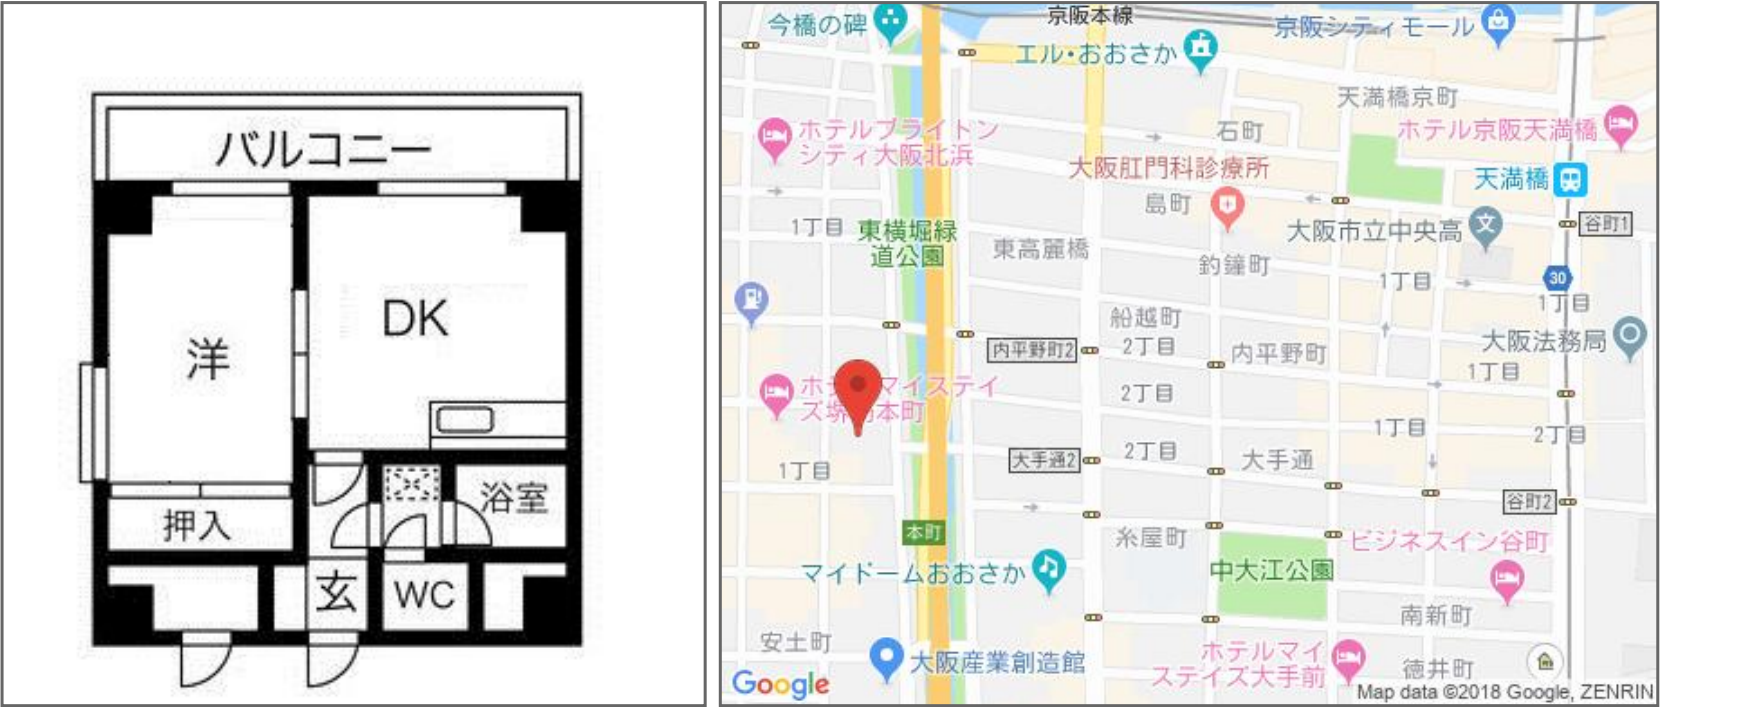 バルコニー
洋
DK
押入
浴室
玄
WC
今橋の碑
京阪本線
エル・おおさか
京阪シティモール
天満橋京町
石町
ホテル京阪天満橋
ホテルブライトン
シティ大阪北浜
大阪肛門科診療所
天満橋
島町
1丁目
東横堀緑
道公園
東高麗橋
大阪市立中央高
谷町1
釣鐘町
1丁目
30
1丁目
船越町
内平野町2
2丁目
内平野町
大阪法務局
1丁目
2丁目
1丁目
2丁目
大手通2
2丁目
大手通
1丁目
谷町2
本町
糸屋町
ビジネスイン谷町
マイドームおおさか
中大江公園
南新町
安土町
大阪産業創造館
ホテルマイ
ステイズ大手前
徳井町
Google
Map data ©2018 Google, ZENRIN